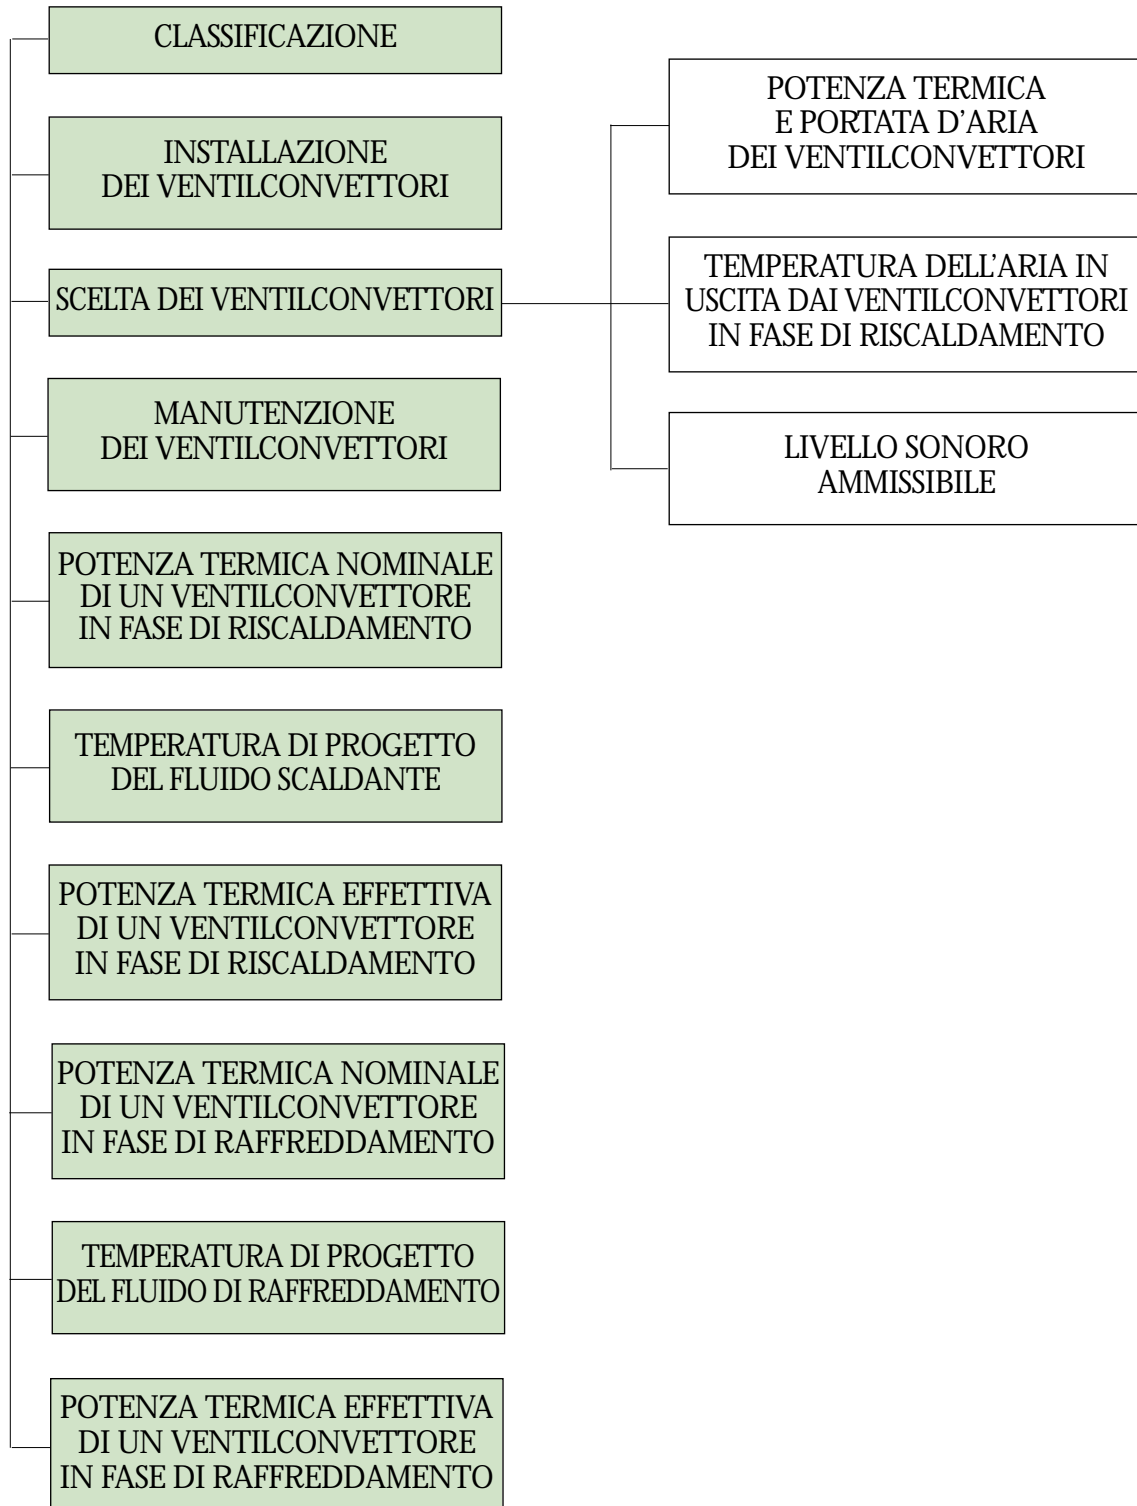 CLASSIFICAZIONE
INSTALLAZIONE
DEI VENTILCONVETTORI
SCELTA DEI VENTILCONVETTORI
POTENZA TERMICA
E PORTATA D'ARIA
DEI VENTILCONVETTORI
TEMPERATURA DELL'ARIA IN
USCITA DAI VENTILCONVETTORI
IN FASE DI RISCALDAMENTO
LIVELLO SONORO
AMMISSIBILE
MANUTENZIONE
DEI VENTILCONVETTORI
POTENZA TERMICA NOMINALE
DI UN VENTILCONVETTORE
IN FASE DI RISCALDAMENTO
TEMPERATURA DI PROGETTO
DEL FLUIDO SCALDANTE
POTENZA TERMICA EFFETTIVA
DI UN VENTILCONVETTORE
IN FASE DI RISCALDAMENTO
POTENZA TERMICA NOMINALE
DI UN VENTILCONVETTORE
IN FASE DI RAFFREDDAMENTO
TEMPERATURA DI PROGETTO
DEL FLUIDO DI RAFFREDDAMENTO
POTENZA TERMICA EFFETTIVA
DI UN VENTILCONVETTORE
IN FASE DI RAFFREDDAMENTO